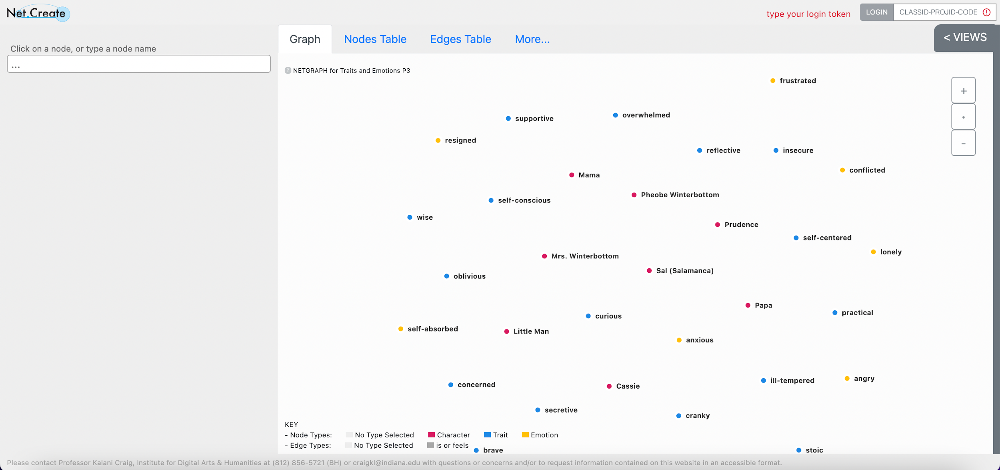 Net.Create
type your login token
LOGIN
CLASSID-PROJID-CODE
Graph
Nodes Table
Edges Table
More...
< VIEWS
Click on a node, or type a node name
...
? NETGRAPH for Traits and Emotions P3
+
-
frustrated
supportive
overwhelmed
resigned
reflective
insecure
conflicted
Mama
Pheobe Winterbottom
self-conscious
wise
Prudence
self-centered
lonely
Mrs. Winterbottom
Sal (Salamanca)
oblivious
Papa
practical
curious
self-absorbed
Little Man
anxious
concerned
Cassie
ill-tempered
angry
secretive
cranky
KEY
- Node Types: No Type Selected Character Trait Emotion
- Edge Types: No Type Selected is or feels
brave
stoic
Please contact Professor Kalani Craig, Institute for Digital Arts & Humanities at (812) 856-5721 (BH) or craigkl@indiana.edu with questions or concerns and/or to request information contained on this website in an accessible format.